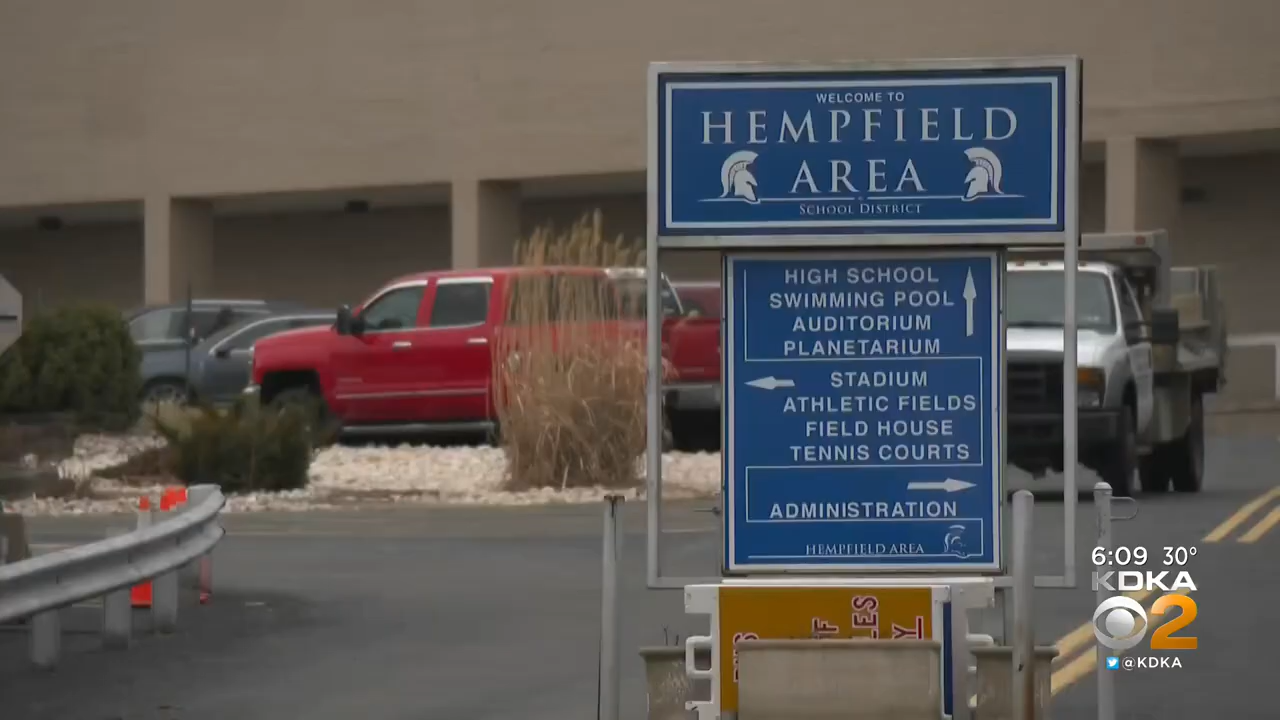 WELCOME TO
HEMPFIELD
AREA
SCHOOL DISTRICT
HIGH SCHOOL
SWIMMING POOL
AUDITORIUM
PLANETARIUM
STADIUM
ATHLETIC FIELDS
FIELD HOUSE
TENNIS COURTS
ADMINISTRATION
HEMPFIELD AREA
6:09 30°
KDKA
2
@KDKA